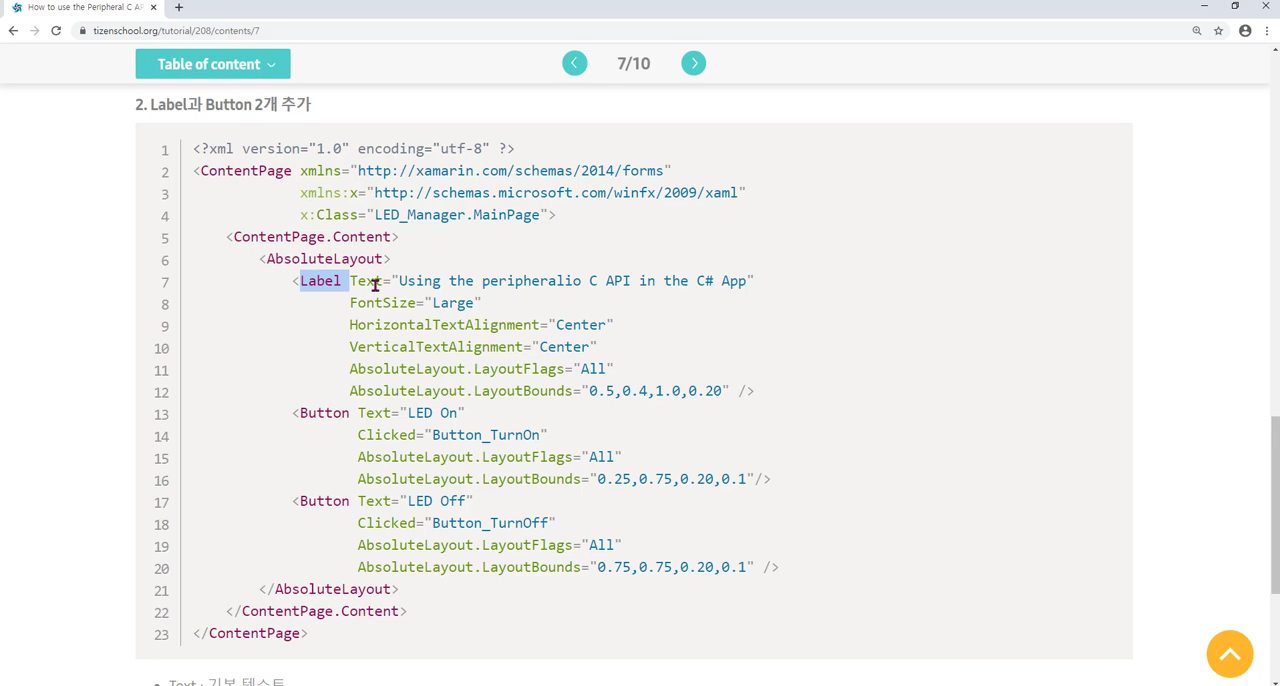 How to use the Peripheral C AP
tizenschool.org/tutorial/208/contents/7
Table of content
7/10
2. Label과 Button 2개 추가
1 <?xml version="1.0" encoding="utf-8" ?>
2 <ContentPage xmlns="http://xamarin.com/schemas/2014/forms"
3 xmlns:x="http://schemas.microsoft.com/winfx/2009/xaml"
4 x:Class="LED_Manager.MainPage">
5 <ContentPage.Content>
6 <AbsoluteLayout>
7 <Label Text="Using the peripheralio C API in the C# App"
8 FontSize="Large"
9 HorizontalTextAlignment="Center"
10 VerticalTextAlignment="Center"
11 AbsoluteLayout.LayoutFlags="All"
12 AbsoluteLayout.LayoutBounds="0.5,0.4,1.0,0.20" />
13 <Button Text="LED On"
14 Clicked="Button_TurnOn"
15 AbsoluteLayout.LayoutFlags="All"
16 AbsoluteLayout.LayoutBounds="0.25,0.75,0.20,0.1"/>
17 <Button Text="LED Off"
18 Clicked="Button_TurnOff"
19 AbsoluteLayout.LayoutFlags="All"
20 AbsoluteLayout.LayoutBounds="0.75,0.75,0.20,0.1" />
21 </AbsoluteLayout>
22 </ContentPage.Content>
23 </ContentPage>
• Text : 기본 텍스트